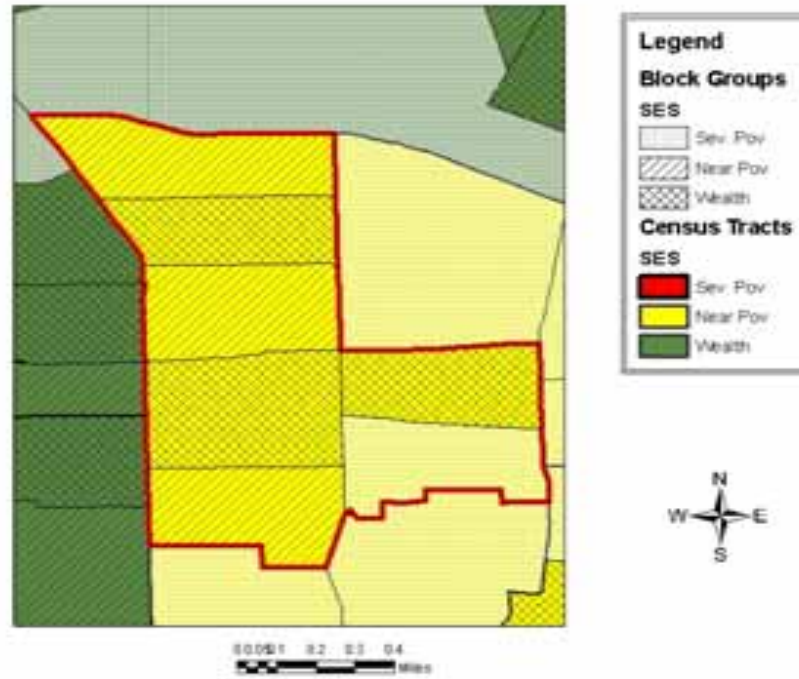 Legend
Block Groups
SES
Sev. Pov
Near Pov
Wealth
Census Tracts
SES
Sev. Pov
Near Pov
Wealth
N
W E
S
0.2 0.3 0.4
Miles